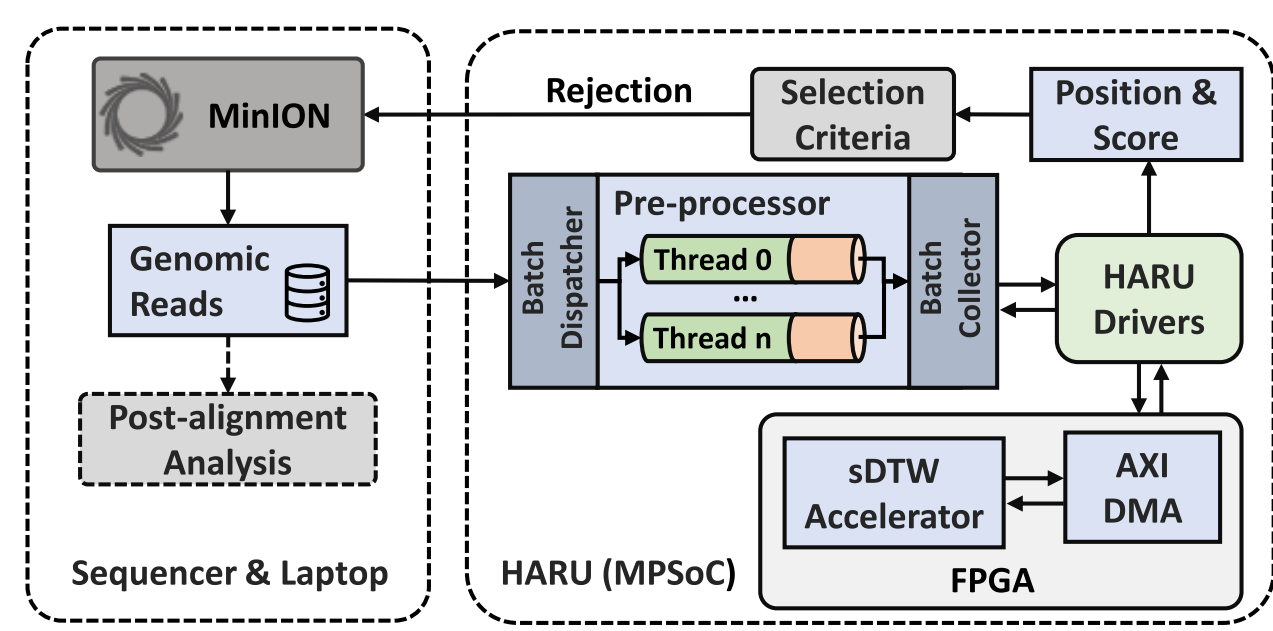 MinION
Genomic
Reads
Post-alignment
Analysis
Sequencer & Laptop
Rejection
Selection
Criteria
Position &
Score
Batch
Dispatcher
Pre-processor
Thread 0
...
Thread n
Batch
Collector
HARU
Drivers
sDTW
Accelerator
AXI
DMA
FPGA
HARU (MPSoC)